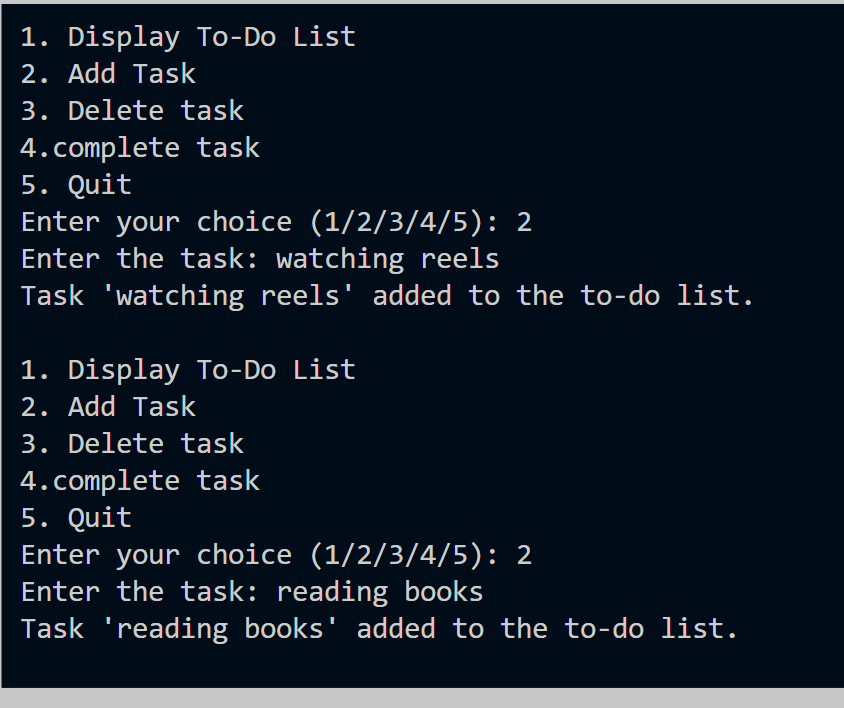 1. Display To-Do List
2. Add Task
3. Delete task
4.complete task
5. Quit
Enter your choice (1/2/3/4/5): 2
Enter the task: watching reels
Task 'watching reels' added to the to-do list.
1. Display To-Do List
2. Add Task
3. Delete task
4.complete task
5. Quit
Enter your choice (1/2/3/4/5): 2
Enter the task: reading books
Task 'reading books' added to the to-do list.